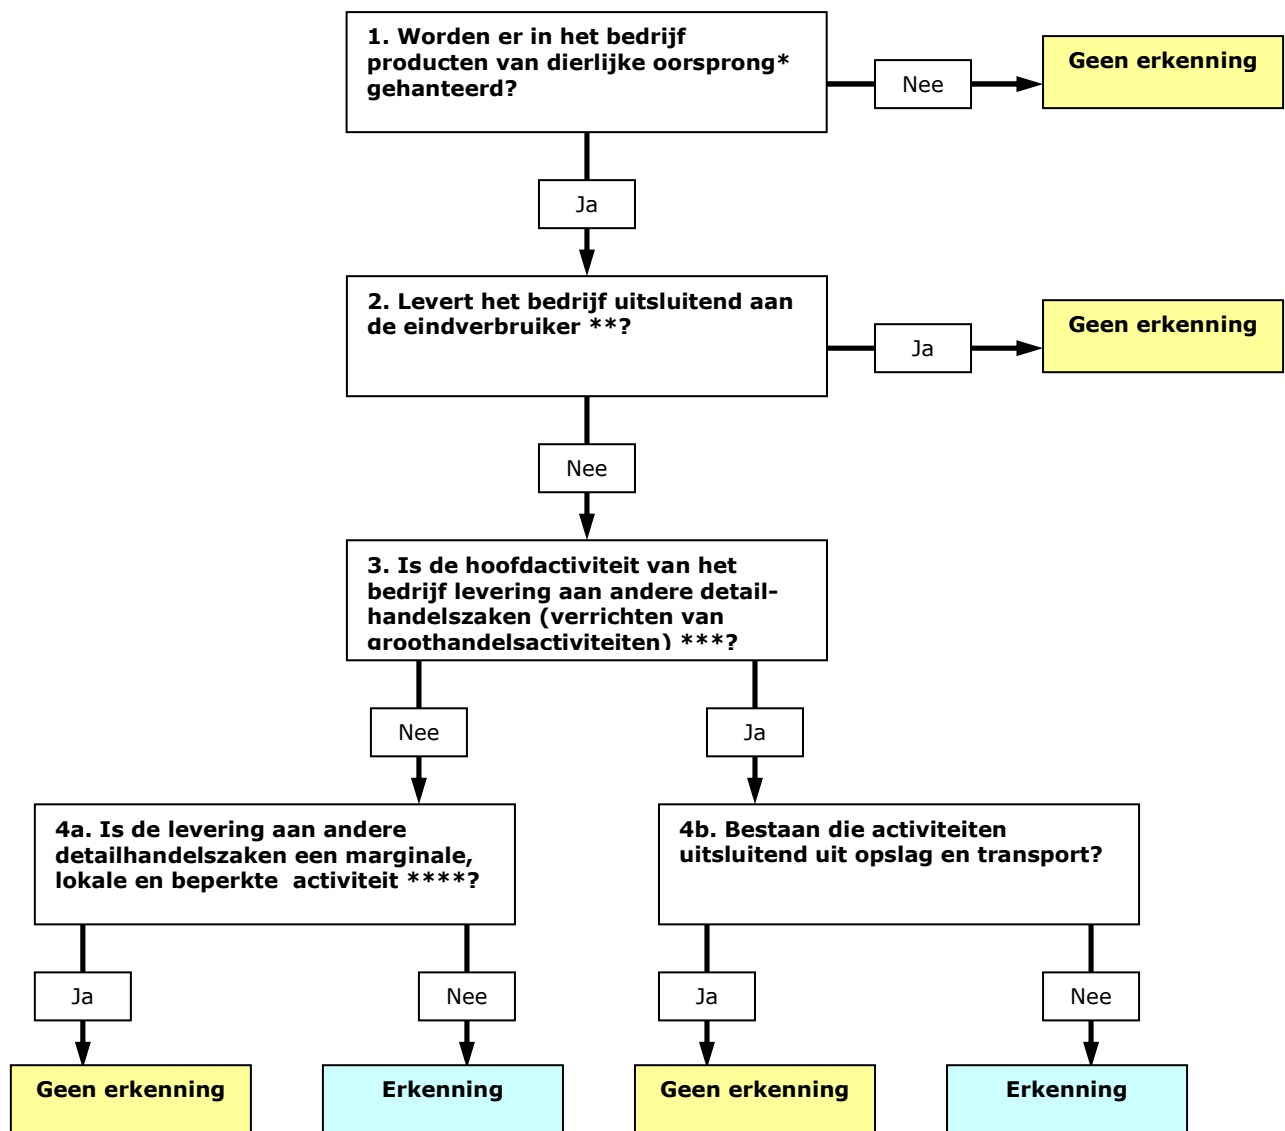 1. Worden er in het bedrijf
producten van dierlijke oorsprong*
gehanteerd?
Nee
Geen erkenning
Ja
2. Levert het bedrijf uitsluitend aan
de eindverbruiker **?
Ja
Geen erkenning
Nee
3. Is de hoofdactiviteit van het
bedrijf levering aan andere detail-
handelszaken (verrichten van
groothandelsactiviteiten) ***?
Nee
Ja
4a. Is de levering aan andere
detailhandelszaken een marginale,
lokale en beperkte  activiteit ****?
4b. Bestaan die activiteiten
uitsluitend uit opslag en transport?
Ja
Nee
Ja
Nee
Geen erkenning
Erkenning
Geen erkenning
Erkenning